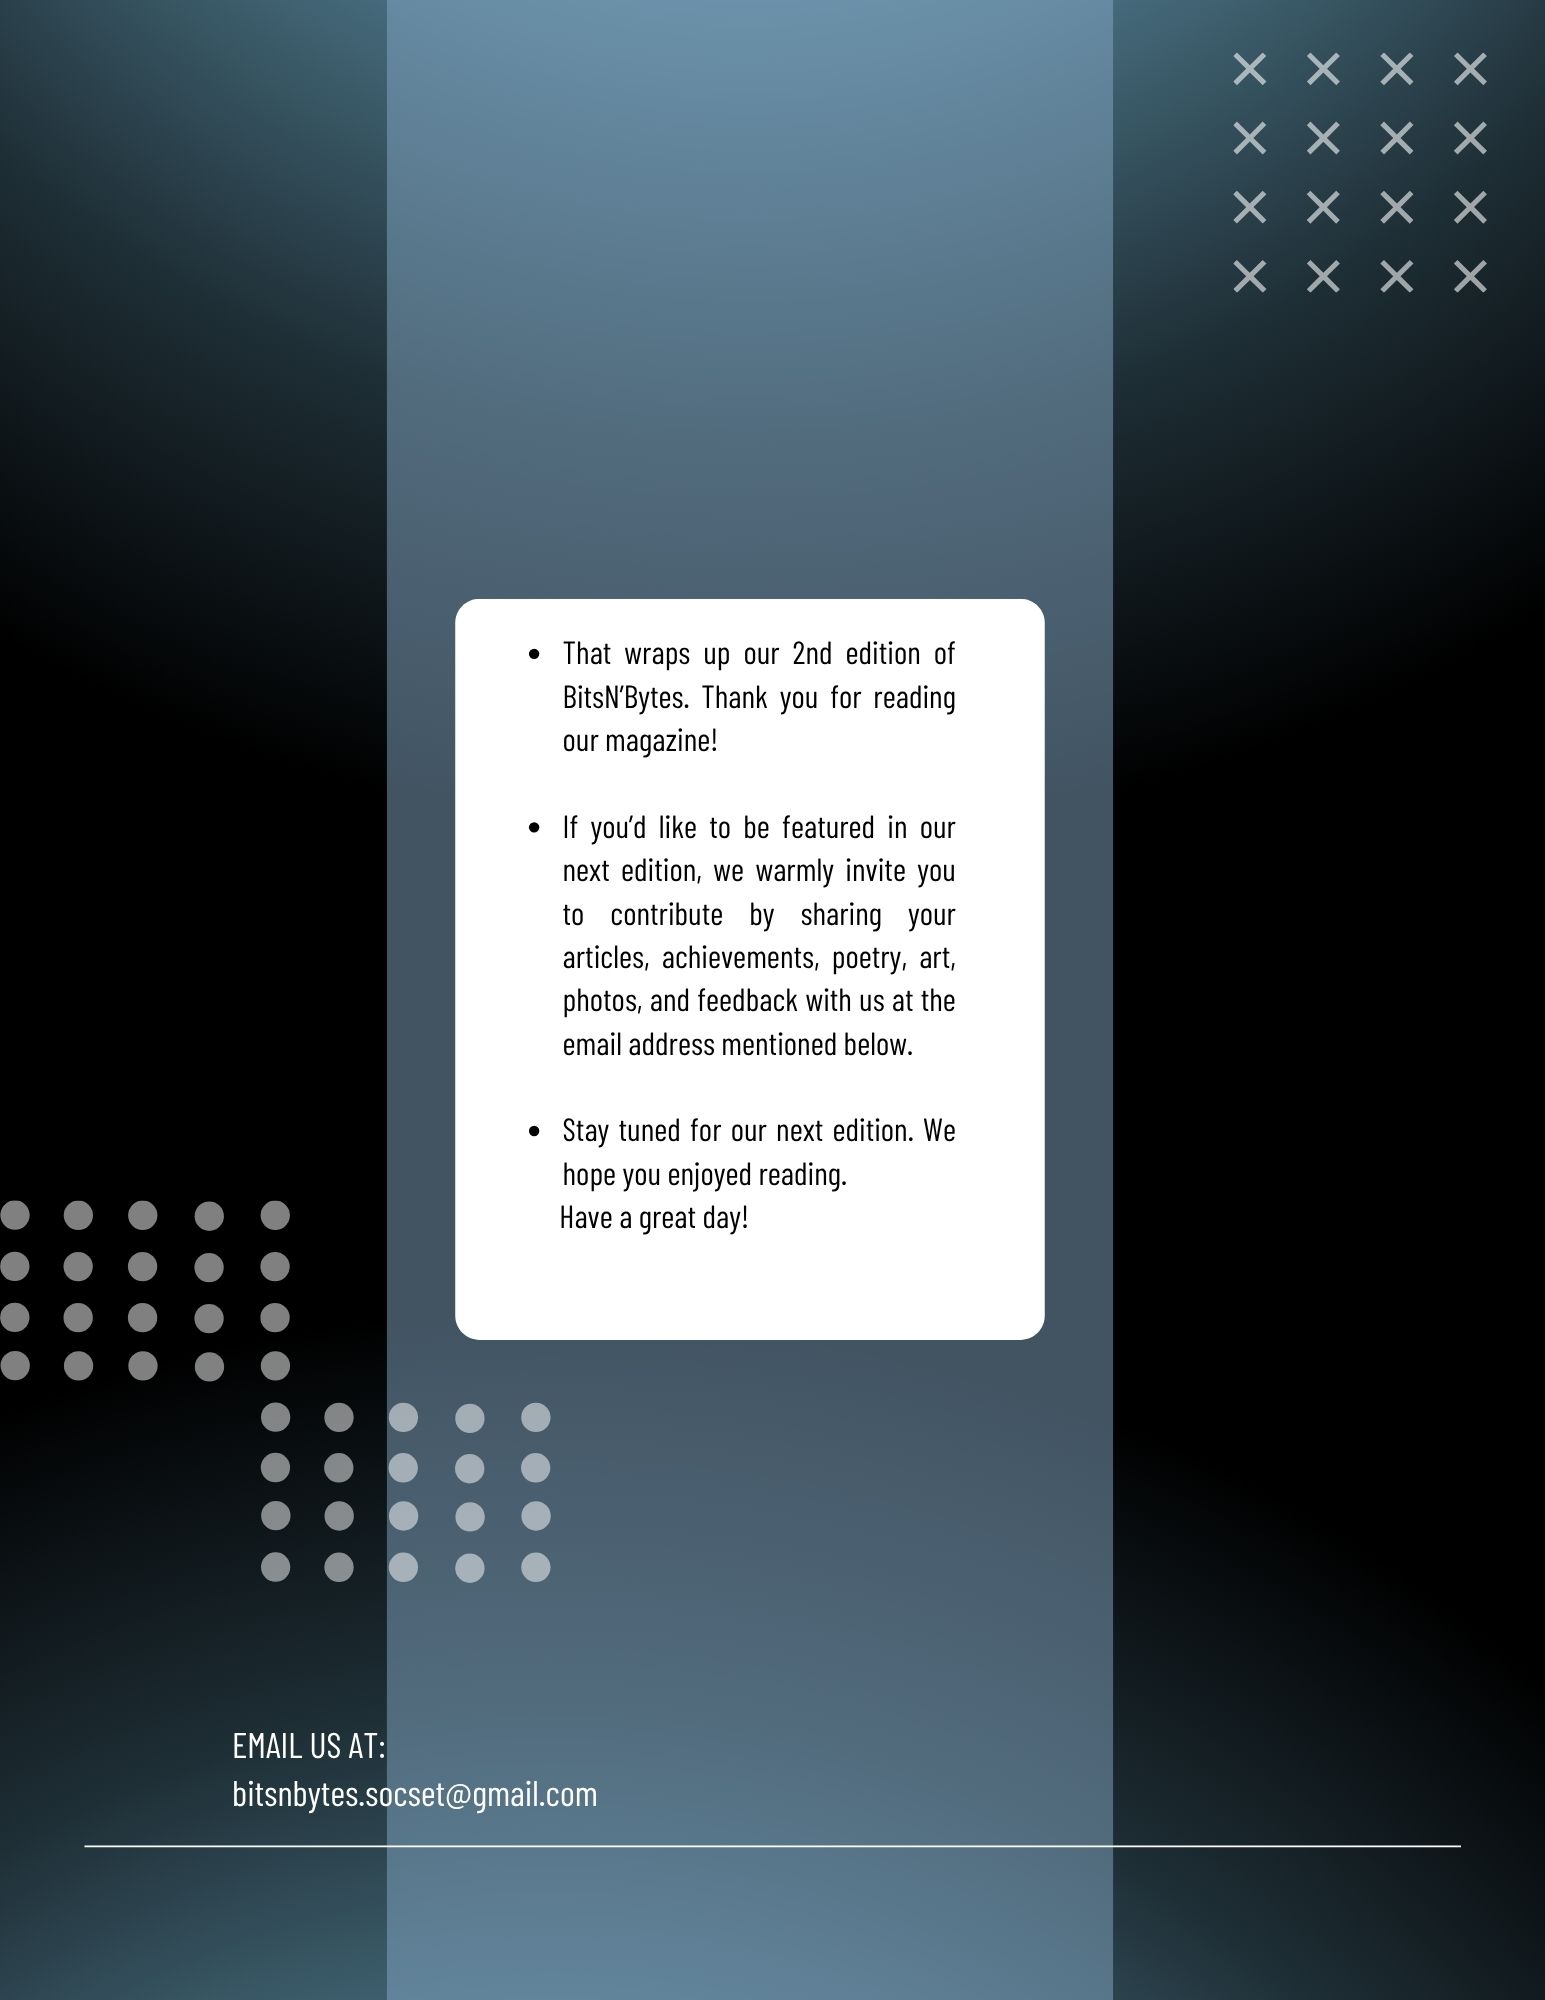 • That wraps up our 2nd edition of
BitsN’Bytes. Thank you for reading
our magazine!
• If you’d like to be featured in our
next edition, we warmly invite you
to contribute by sharing your
articles, achievements, poetry, art,
photos, and feedback with us at the
email address mentioned below.
• Stay tuned for our next edition. We
hope you enjoyed reading.
Have a great day!
EMAIL US AT:
bitsnbytes.socset@gmail.com